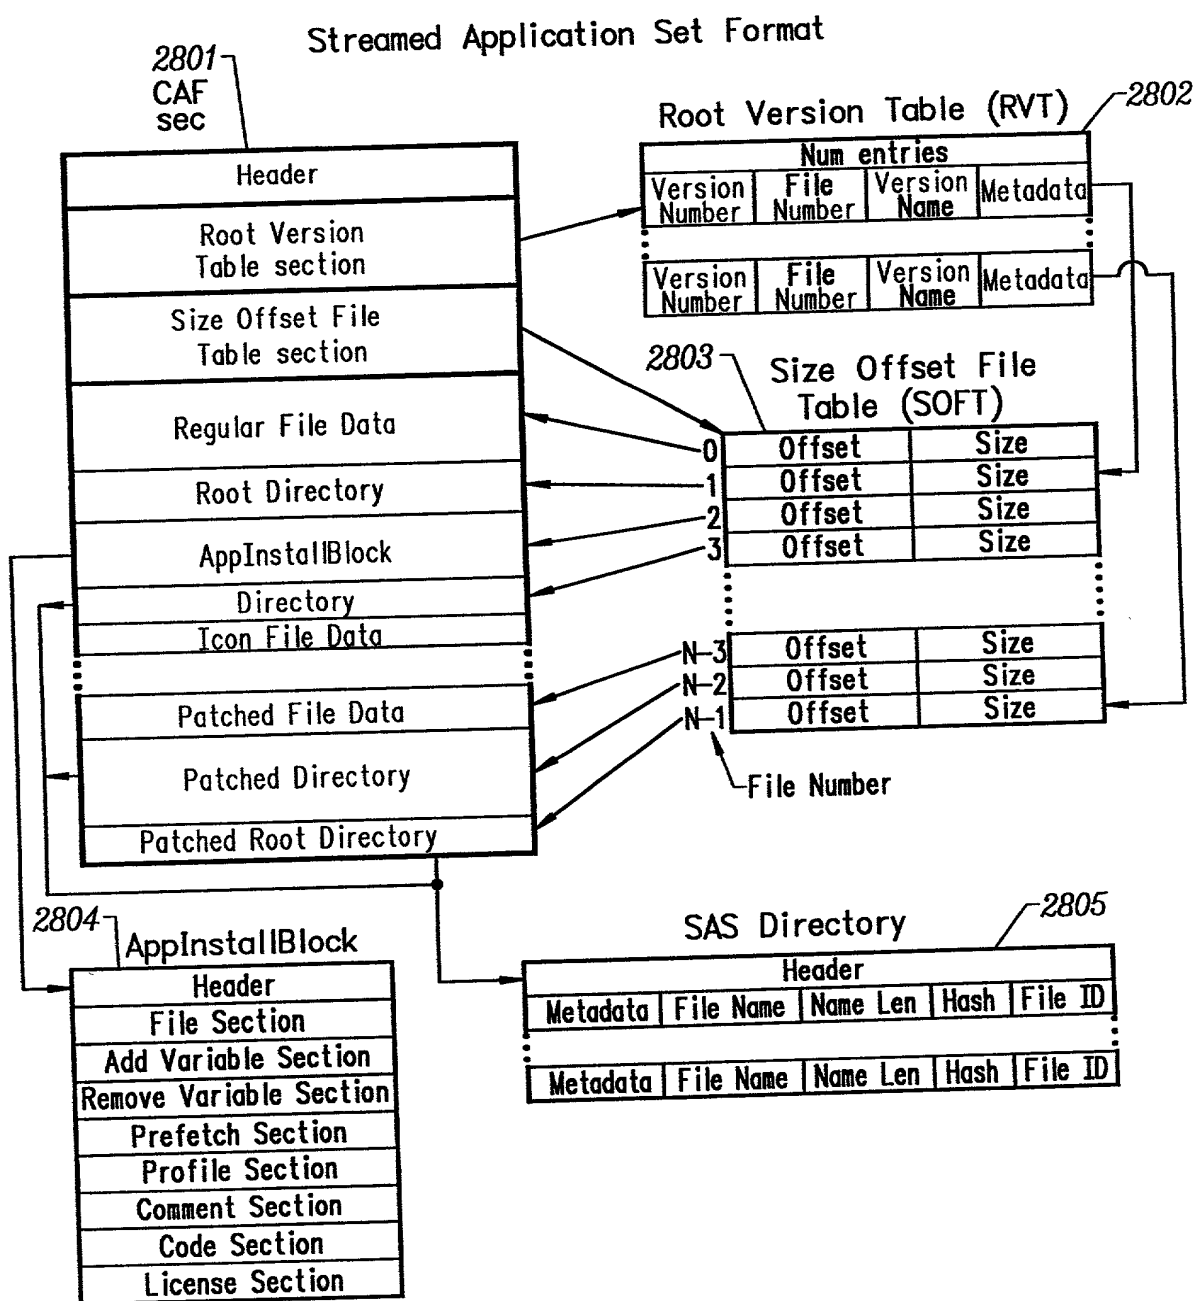 Streamed Application Set Format
2801
CAF
sec
Header
Root Version
Table section
Size Offset File
Table section
Regular File Data
Root Directory
AppInstallBlock
Directory
Icon File Data
Patched File Data
Patched Directory
Patched Root Directory
Root Version Table (RVT)
2802
Num entries
Version Number File Number Version Name Metadata
Version Number File Number Version Name Metadata
2803
Size Offset File
Table (SOFT)
0 Offset Size
1 Offset Size
2 Offset Size
3 Offset Size
N-3 Offset Size
N-2 Offset Size
N-1 Offset Size
File Number
2804
AppInstallBlock
Header
File Section
Add Variable Section
Remove Variable Section
Prefetch Section
Profile Section
Comment Section
Code Section
License Section
SAS Directory
2805
Header
Metadata File Name Name Len Hash File ID
Metadata File Name Name Len Hash File ID